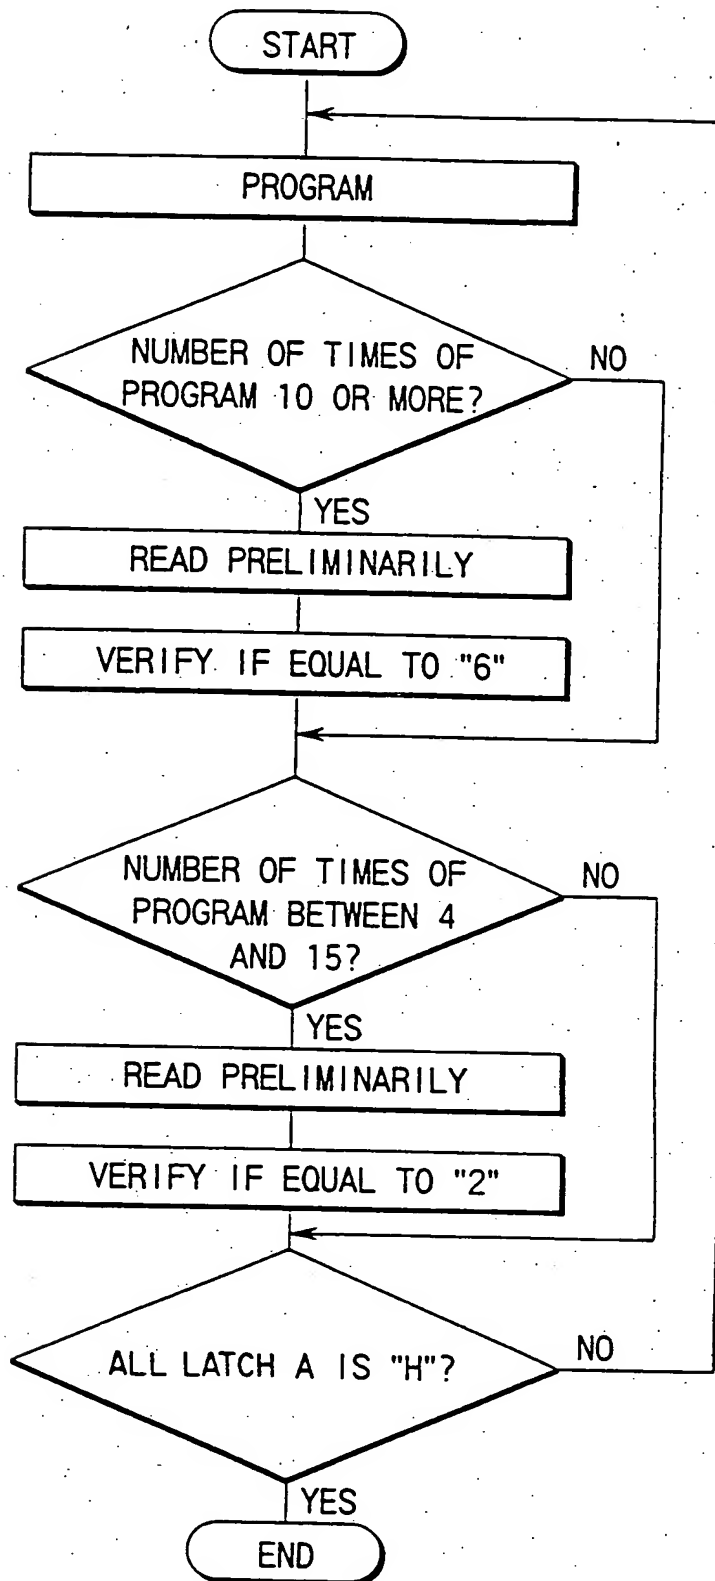 START
PROGRAM
NUMBER OF TIMES OF
PROGRAM 10 OR MORE?
NO
YES
READ PRELIMINARILY
VERIFY IF EQUAL TO "6"
NUMBER OF TIMES OF
PROGRAM BETWEEN 4
AND 15?
NO
YES
READ PRELIMINARILY
VERIFY IF EQUAL TO "2"
ALL LATCH A IS "H"?
NO
YES
END